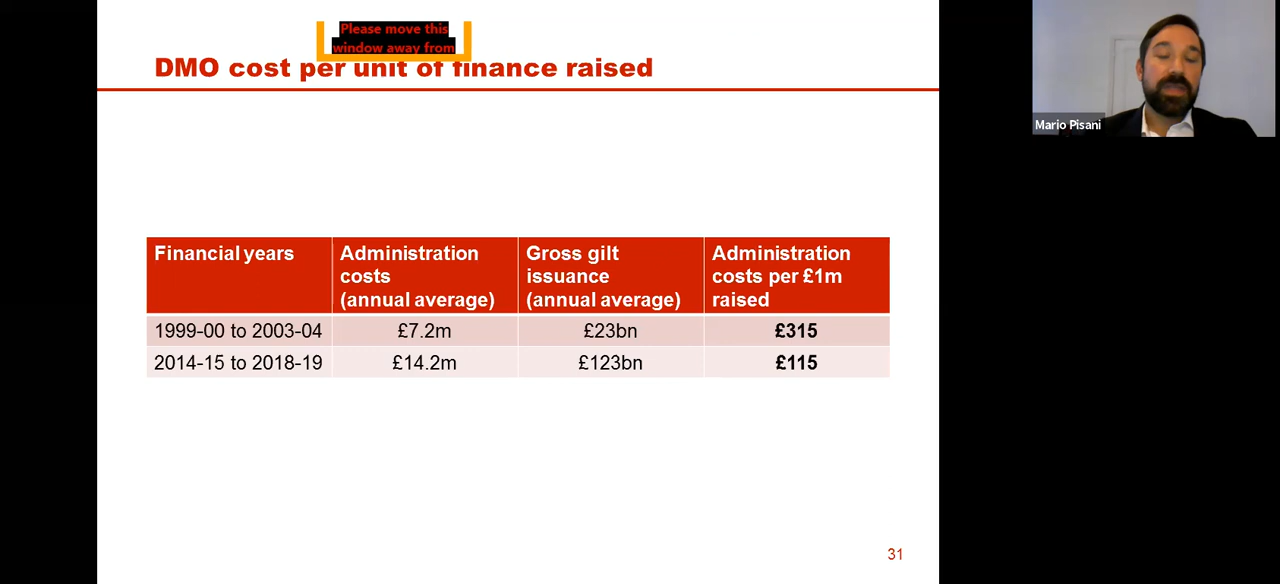 Please move this
window away from
DMO cost per unit of finance raised
Mario Pisani
Financial years
Administration
costs
(annual average)
Gross gilt
issuance
(annual average)
Administration
costs per £1m
raised
1999-00 to 2003-04 £7.2m £23bn £315
2014-15 to 2018-19 £14.2m £123bn £115
31